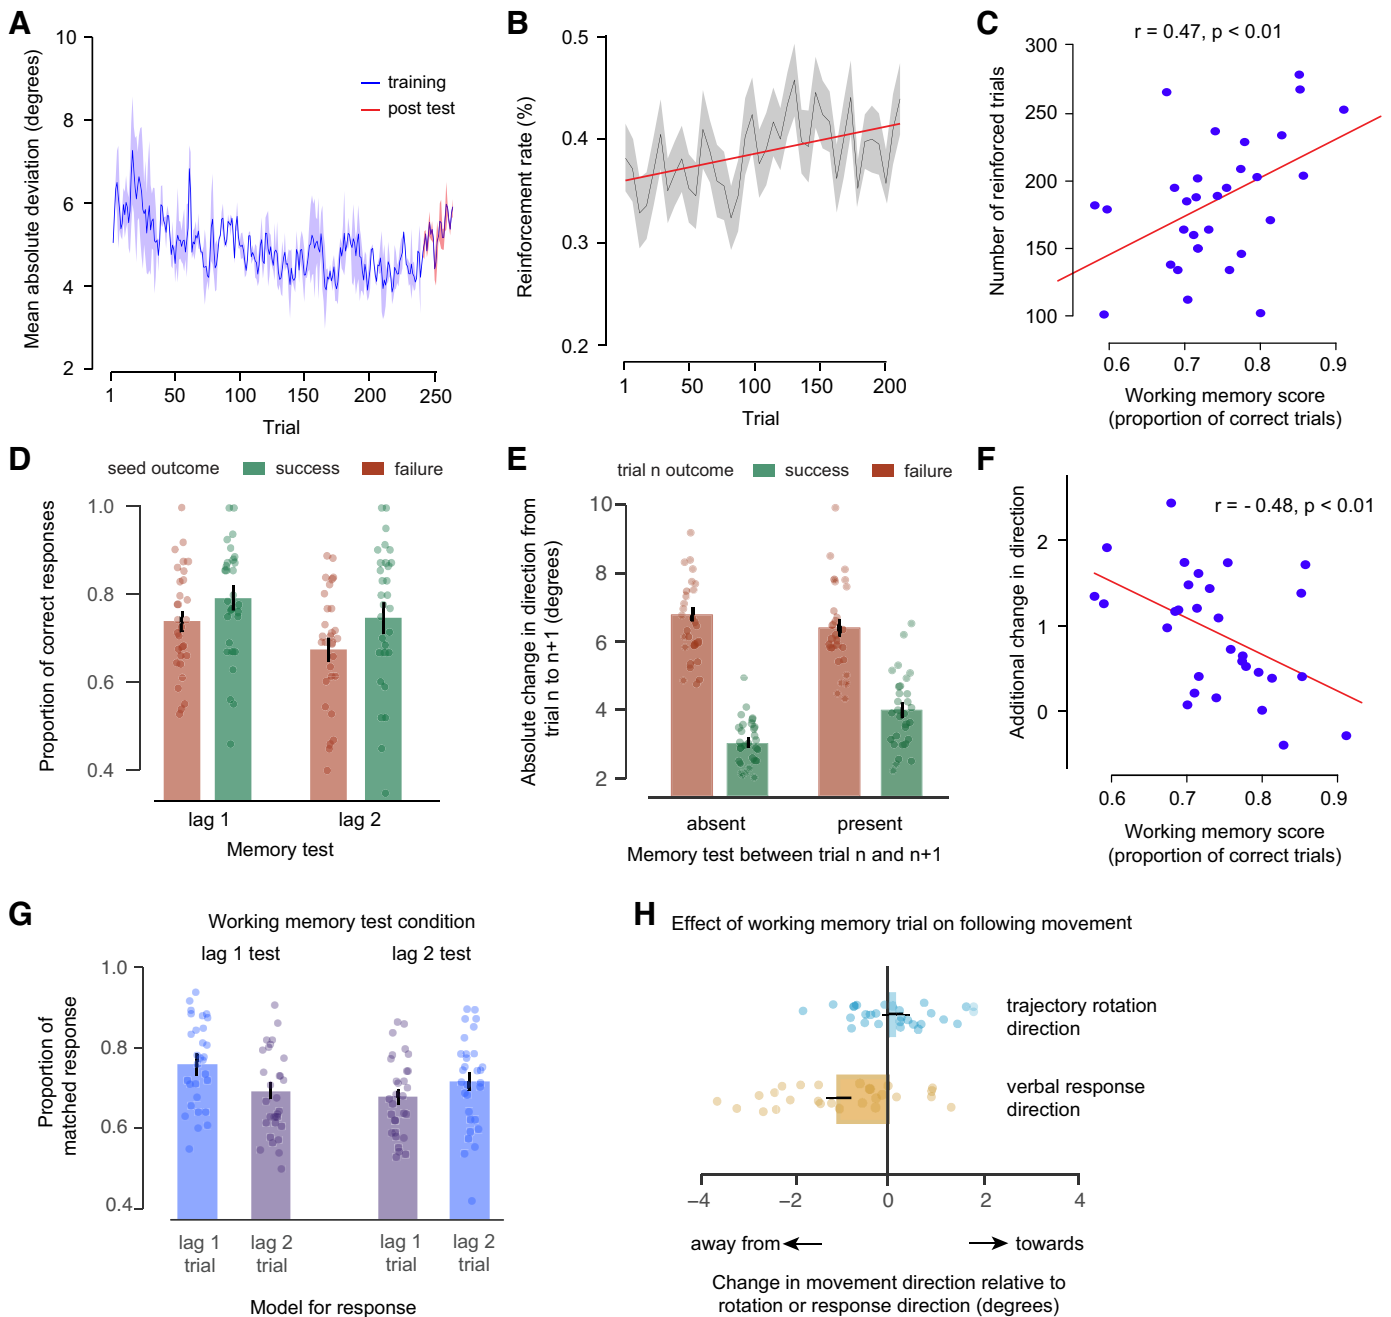 A
Mean absolute deviation (degrees)
10
8
6
4
2
training
post test
1 50 100 150 200 250
Trial
B
Reinforcement rate (%)
0.5
0.4
0.3
0.2
1 50 100 150 200
Trial
C
r = 0.47, p < 0.01
Number of reinforced trials
300
250
200
150
100
0.6 0.7 0.8 0.9
Working memory score
(proportion of correct trials)
D
seed outcome success failure
Proportion of correct responses
1.0
0.8
0.6
0.4
lag 1 lag 2
Memory test
E
trial n outcome success failure
Absolute change in direction from
trial n to n+1 (degrees)
10
8
6
4
2
absent present
Memory test between trial n and n+1
F
r = - 0.48, p < 0.01
Additional change in direction
2
1
0
0.6 0.7 0.8 0.9
Working memory score
(proportion of correct trials)
G
Working memory test condition
lag 1 test lag 2 test
Proportion of
matched response
1.0
0.8
0.6
0.4
lag 1 lag 2 lag 1 lag 2
trial trial trial trial
Model for response
H
Effect of working memory trial on following movement
trajectory rotation
direction
verbal response
direction
−4 −2 0 2 4
away from towards
Change in movement direction relative to
rotation or response direction (degrees)